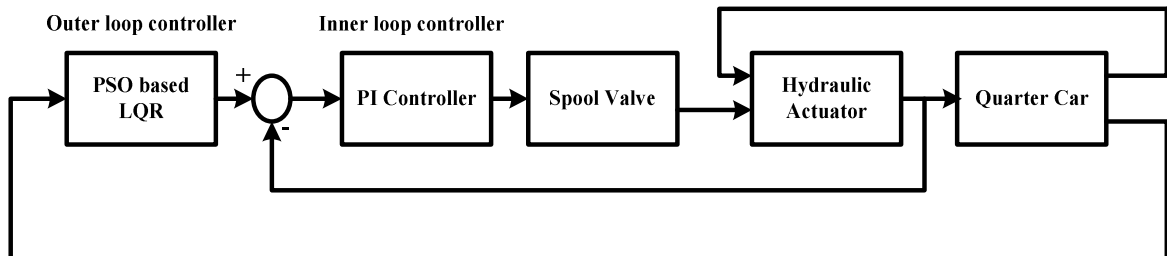 Outer loop controller
Inner loop controller
PSO based
LQR
+
-
PI Controller
Spool Valve
Hydraulic
Actuator
Quarter Car